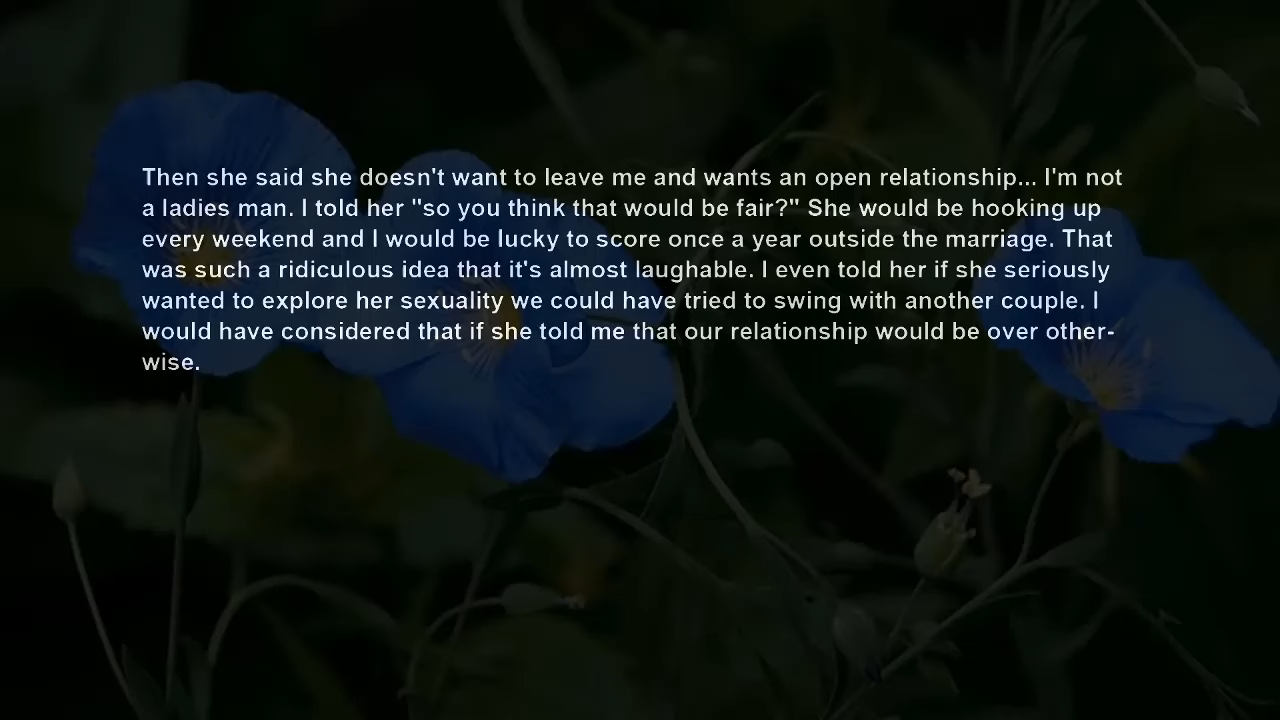 Then she said she doesn't want to leave me and wants an open relationship... I'm not
a ladies man. I told her "so you think that would be fair?" She would be hooking up
every weekend and I would be lucky to score once a year outside the marriage. That
was such a ridiculous idea that it's almost laughable. I even told her if she seriously
wanted to explore her sexuality we could have tried to swing with another couple. I
would have considered that if she told me that our relationship would be over other-
wise.